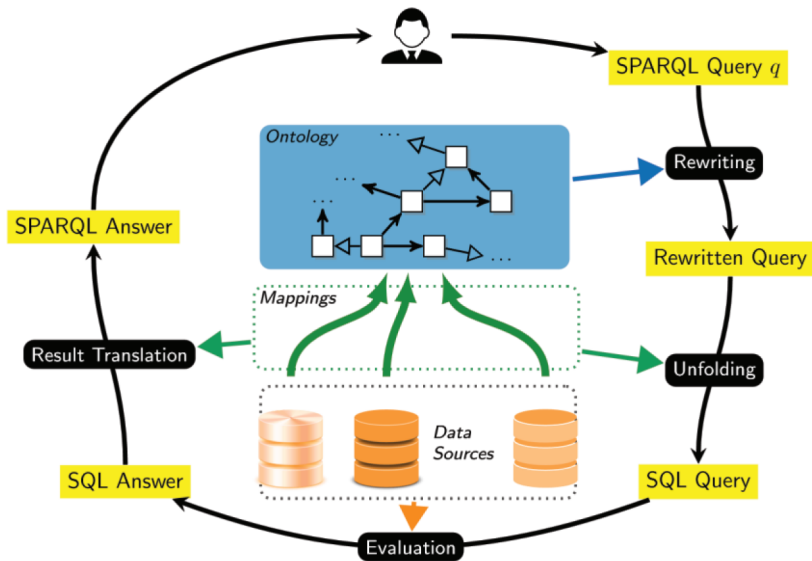 SPARQL Query q
Ontology
. . .
Rewriting
. . .
. . .
SPARQL Answer
Rewritten Query
. . .
Mappings
Result Translation
Unfolding
Data
Sources
SQL Answer
SQL Query
Evaluation